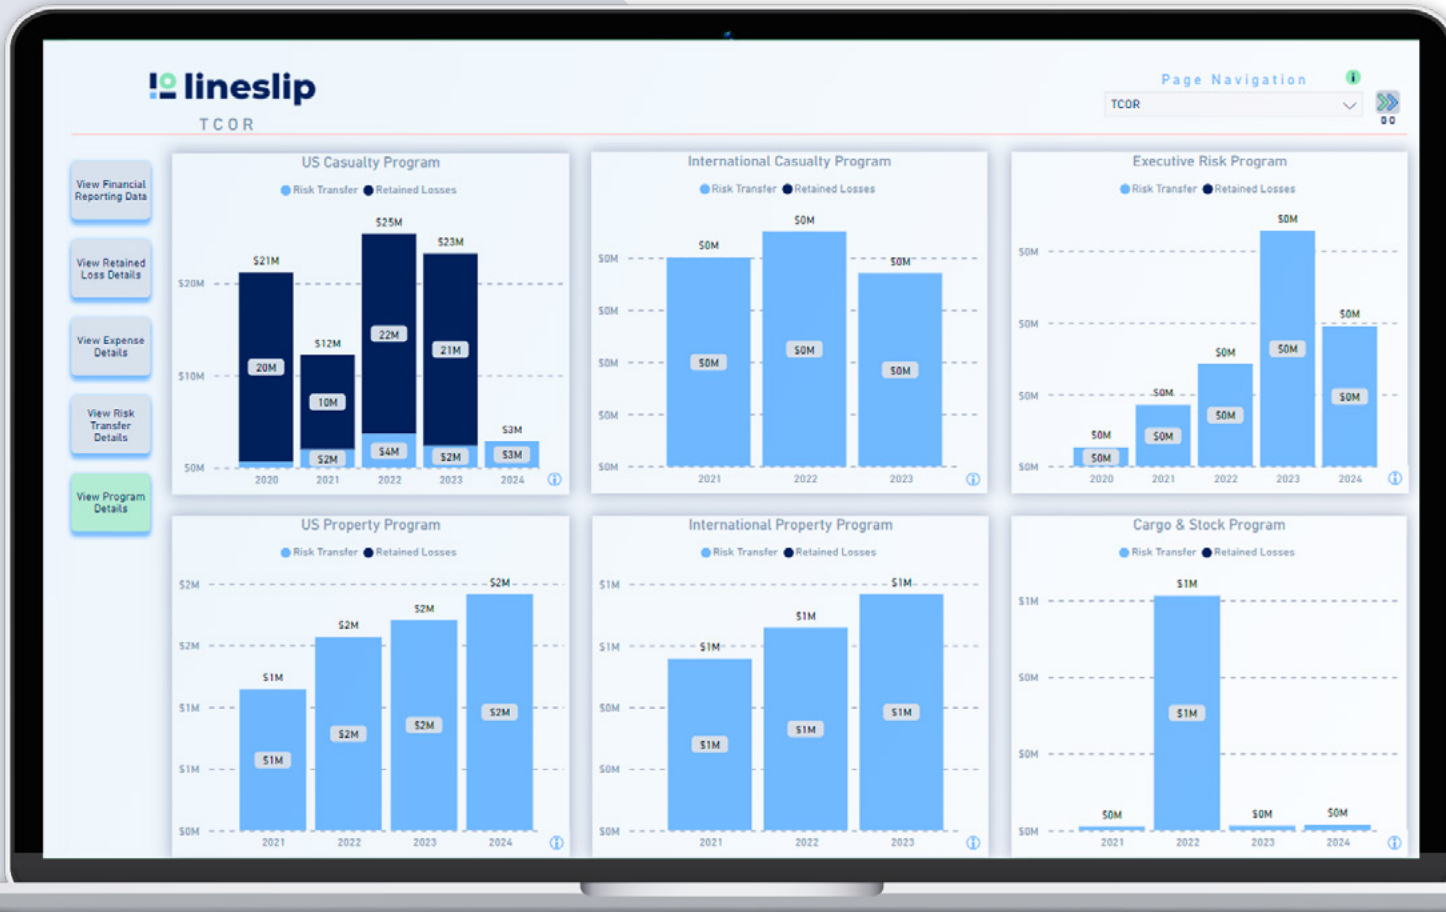 lineslip
TCOR
Page Navigation
TCOR
GO
View Financial
Reporting Data
View Retained
Loss Details
View Expense
Details
View Risk
Transfer
Details
View Program
Details
US Casualty Program
Risk Transfer Retained Losses
$25M
$23M
$21M
$20M
22M
$12M
21M
20M
$10M
10M
$3M
$4M
$2M
$2M
$3M
$0M
2020 2021 2022 2023 2024
International Casualty Program
Risk Transfer Retained Losses
$0M
$0M
$0M
$0M
$0M
$0M
$0M
$0M
$0M
$0M
$0M
2021 2022 2023
Executive Risk Program
Risk Transfer Retained Losses
$0M
$0M
$0M
$0M
$0M
$0M
$0M
$0M
$0M
$0M
$0M
$0M
$0M
$0M
2020 2021 2022 2023 2024
US Property Program
Risk Transfer Retained Losses
$2M
$2M
$2M
$2M
$2M
$1M
$1M
$2M
$2M
$2M
$1M
$1M
$0M
2021 2022 2023 2024
International Property Program
Risk Transfer Retained Losses
$1M
$1M
$1M
$1M
$1M
$0M
$1M
$1M
$1M
$0M
$0M
2021 2022 2023
Cargo & Stock Program
Risk Transfer Retained Losses
$1M
$1M
$0M
$1M
$0M
$0M
$0M
$0M
$0M
2021 2022 2023 2024